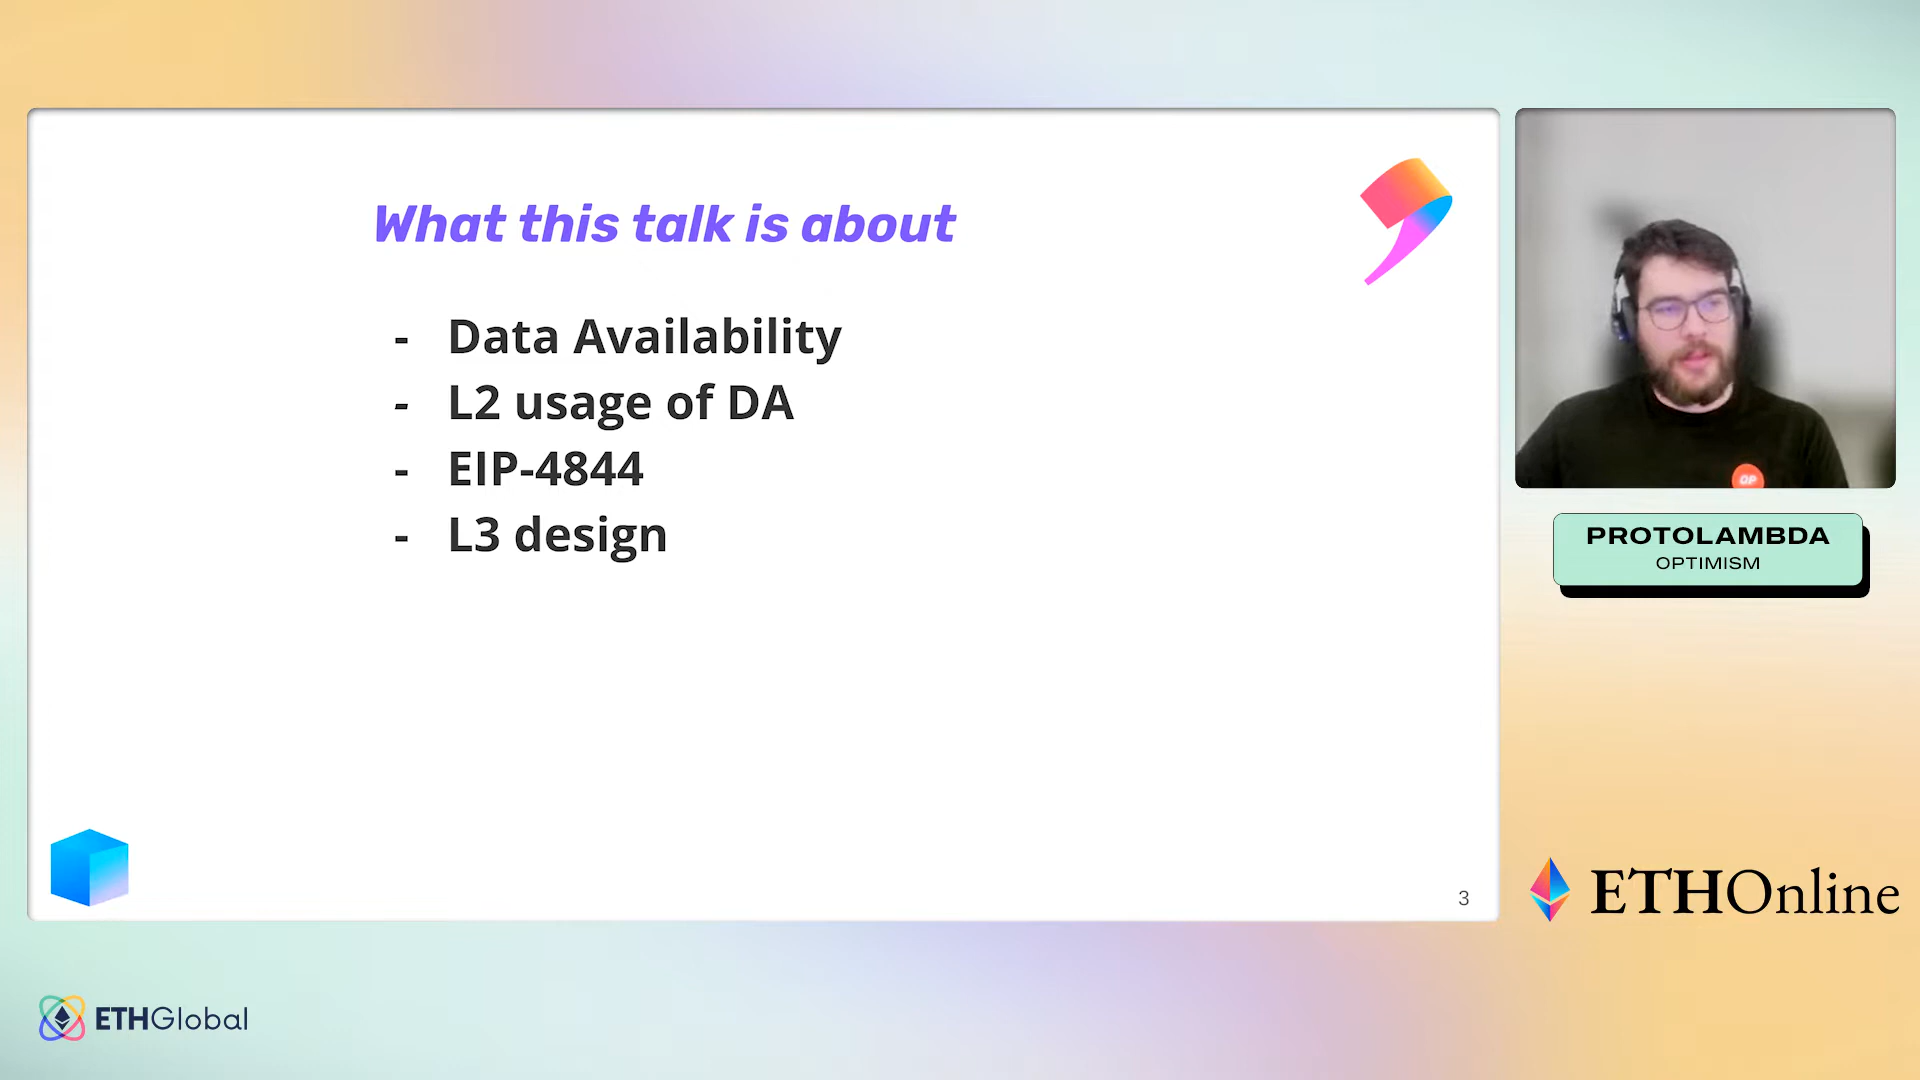 What this talk is about
- Data Availability
- L2 usage of DA
- EIP-4844
- L3 design
3
OP
PROTOLAMBDA
OPTIMISM
ETHOnline
ETHGlobal